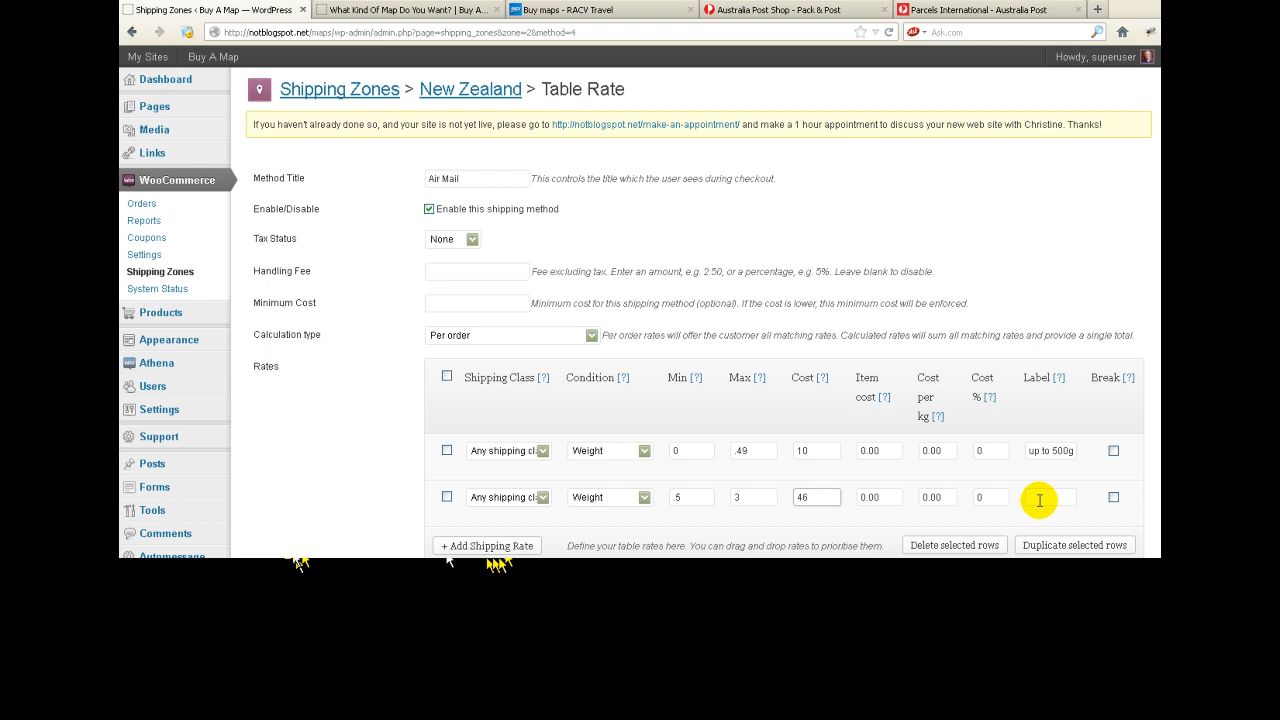 Shipping Zones ‹ Buy A Map — WordPress
What Kind Of Map Do You Want? | Buy A...
Buy maps - RACV Travel
Australia Post Shop - Pack & Post
Parcels International - Australia Post
http://notblogspot.net/maps/wp-admin/admin.php?page=shipping_zones&zone=2&method=4
Ask.com
My Sites
Buy A Map
Howdy, superuser
Dashboard
Pages
Media
Links
WooCommerce
Orders
Reports
Coupons
Settings
Shipping Zones
System Status
Products
Appearance
Athena
Users
Settings
Support
Posts
Forms
Tools
Comments
Automessage
Shipping Zones > New Zealand > Table Rate
If you haven't already done so, and your site is not yet live, please go to http://notblogspot.net/make-an-appointment/ and make a 1 hour appointment to discuss your new web site with Christine. Thanks!
Method Title
Air Mail
This controls the title which the user sees during checkout.
Enable/Disable
Enable this shipping method
Tax Status
None
Handling Fee
Fee excluding tax. Enter an amount, e.g. 2.50, or a percentage, e.g. 5%. Leave blank to disable.
Minimum Cost
Minimum cost for this shipping method (optional). If the cost is lower, this minimum cost will be enforced.
Calculation type
Per order
Per order rates will offer the customer all matching rates. Calculated rates will sum all matching rates and provide a single total.
Rates
Shipping Class [?]
Condition [?]
Min [?]
Max [?]
Cost [?]
Item
cost [?]
Cost
per
kg [?]
Cost
% [?]
Label [?]
Break [?]
Any shipping cl
Weight
0
.49
10
0.00
0.00
0
up to 500g
Any shipping cl
Weight
.5
3
46
0.00
0.00
0
+ Add Shipping Rate
Define your table rates here. You can drag and drop rates to prioritise them.
Delete selected rows
Duplicate selected rows